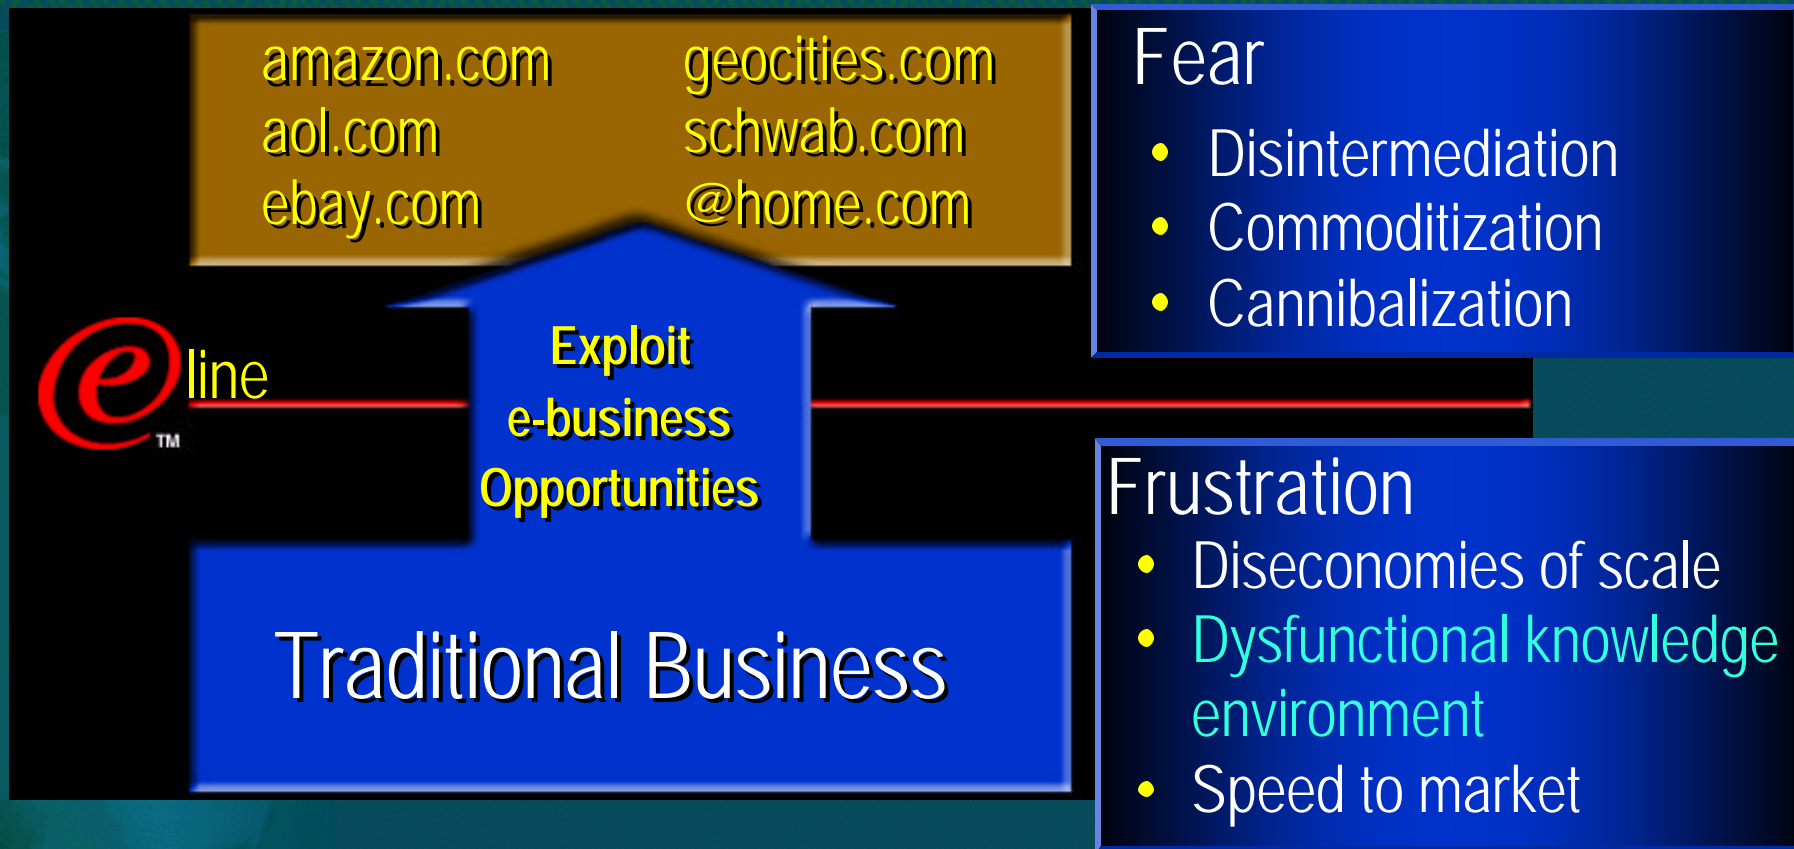 amazon.com geocities.com
aol.com schwab.com
ebay.com @home.com
e line
TM
Exploit
e-business
Opportunities
Traditional Business
Fear
• Disintermediation
• Commoditization
• Cannibalization
Frustration
• Diseconomies of scale
• Dysfunctional knowledge
environment
• Speed to market